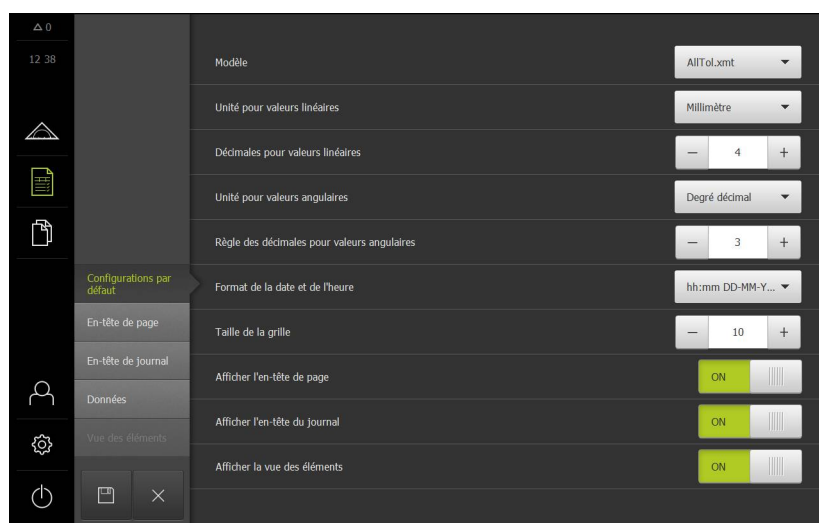 0
12 38
Configurations par
défaut
En-tête de page
En-tête de journal
Données
Vue des éléments
Modèle
AllTol.xmt
Unité pour valeurs linéaires
Millimètre
Décimales pour valeurs linéaires
— 4 +
Unité pour valeurs angulaires
Degré décimal
Règle des décimales pour valeurs angulaires
— 3 +
Format de la date et de l'heure
hh:mm DD-MM-Y...
Taille de la grille
— 10 +
Afficher l'en-tête de page
ON
Afficher l'en-tête du journal
ON
Afficher la vue des éléments
ON